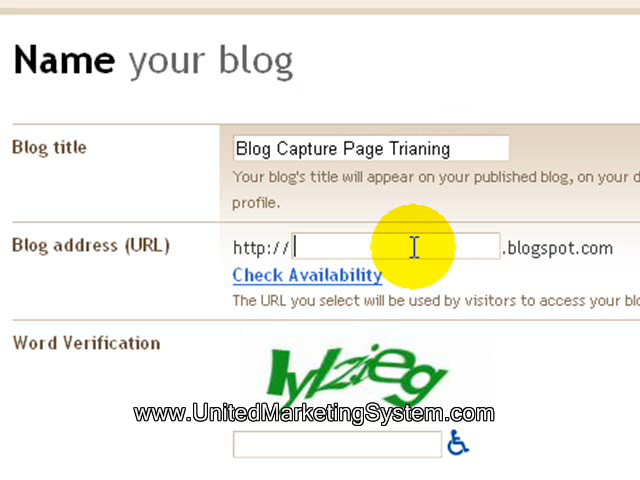 Name your blog
Blog title
Blog Capture Page Trianing
Your blog's title will appear on your published blog, on your d
profile.
Blog address (URL)
http:// .blogspot.com
Check Availability
The URL you select will be used by visitors to access your blo
Word Verification
lylzieg
www.UnitedMarketingSystem.com